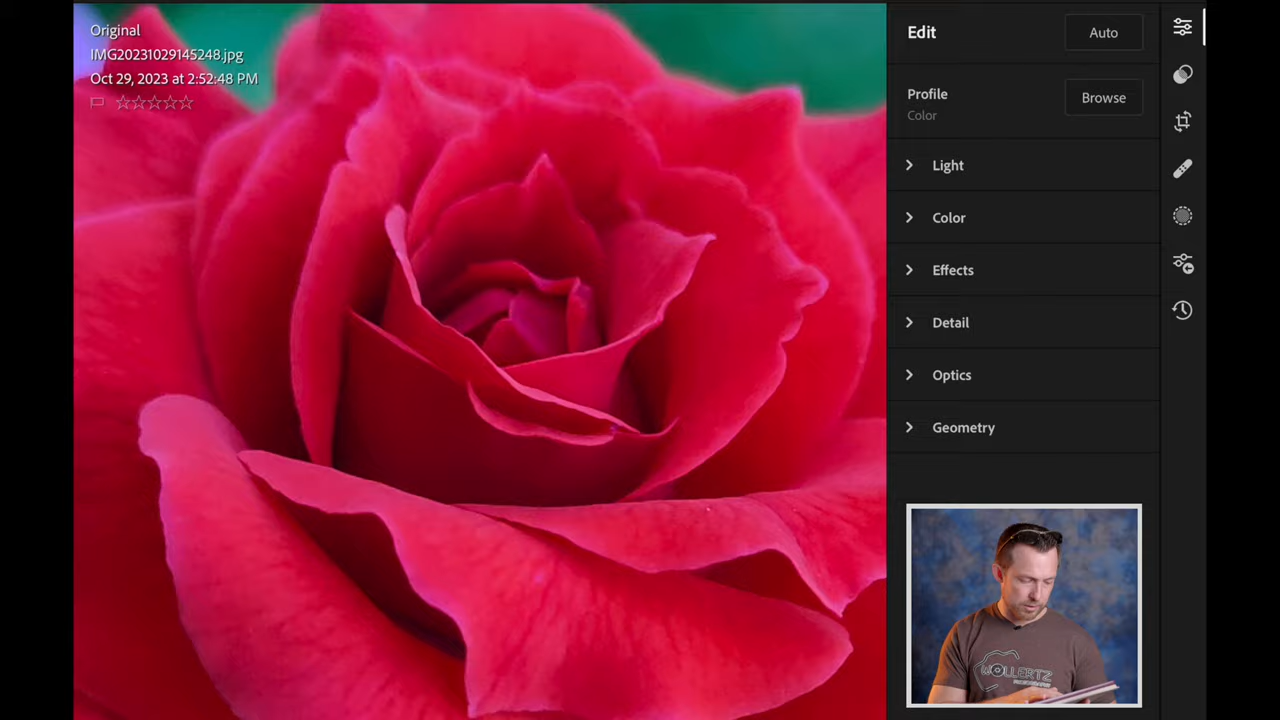 Original
IMG20231029145248.jpg
Oct 29, 2023 at 2:52:48 PM
Edit
Auto
Profile
Color
Browse
Light
Color
Effects
Detail
Optics
Geometry
WOLLERTZ